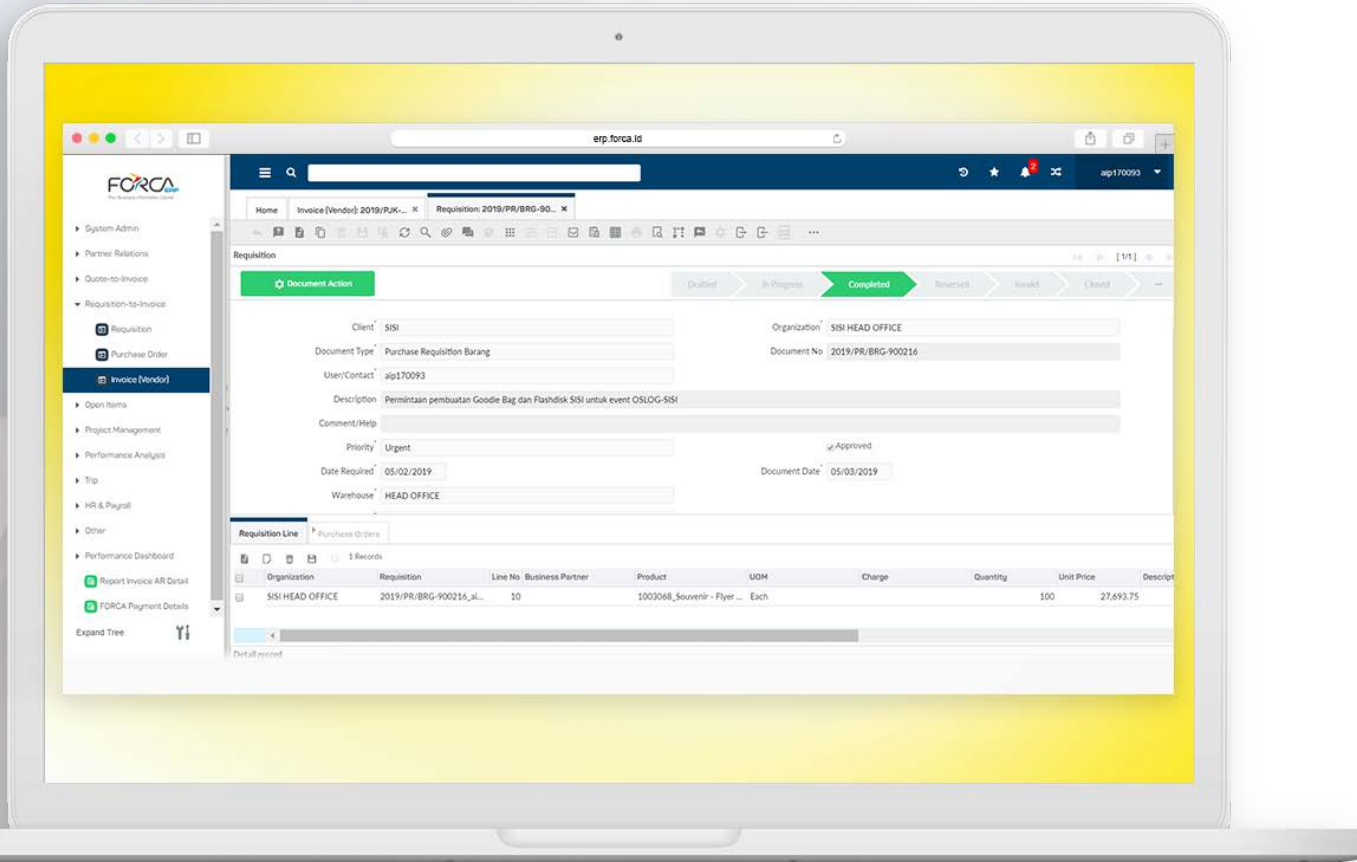 erp.forca.id
FORCA ERP
aip170093
2
Home
Invoice (Vendor): 2019/PJK-...
Requisition: 2019/PR/BRG-90...
System Admin
Partner Relations
Quote-to-Invoice
Requisition-to-Invoice
Requisition
Purchase Order
Invoice (Vendor)
Open Items
Project Management
Performance Analysis
Trip
HR & Payroll
Other
Performance Dashboard
Report Invoice AR Detail
FORCA Payment Details
Expand Tree
Requisition
[1/1]
Document Action
Drafted
In Progress
Completed
Reversed
Invalid
Closed
Client SISI
Organization SISI HEAD OFFICE
Document Type Purchase Requisition Barang
Document No 2019/PR/BRG-900216
User/Contact aip170093
Description Permintaan pembuatan Goodie Bag dan Flashdisk SISI untuk event OSLOG-SISI
Comment/Help
Priority Urgent
Approved
Date Required 05/02/2019
Document Date 05/03/2019
Warehouse HEAD OFFICE
Requisition Line
Purchase Orders
1 Records
Organization Requisition Line No Business Partner Product UOM Charge Quantity Unit Price Descript
SISI HEAD OFFICE 2019/PR/BRG-900216_ai... 10 1003068_Souvenir - Flyer ... Each 100 27,693.75
Detail record